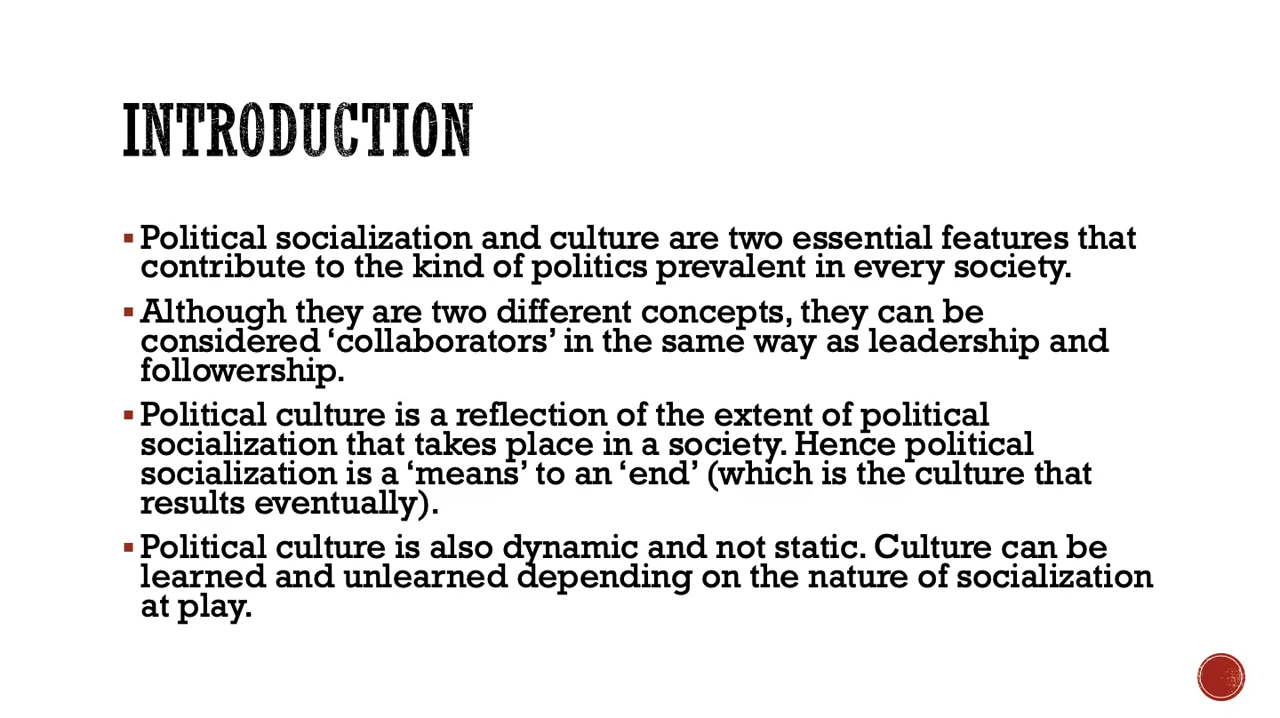 INTRODUCTION
▪ Political socialization and culture are two essential features that
contribute to the kind of politics prevalent in every society.
▪ Although they are two different concepts, they can be
considered ‘collaborators’ in the same way as leadership and
followership.
▪ Political culture is a reflection of the extent of political
socialization that takes place in a society. Hence political
socialization is a ‘means’ to an ‘end’ (which is the culture that
results eventually).
▪ Political culture is also dynamic and not static. Culture can be
learned and unlearned depending on the nature of socialization
at play.